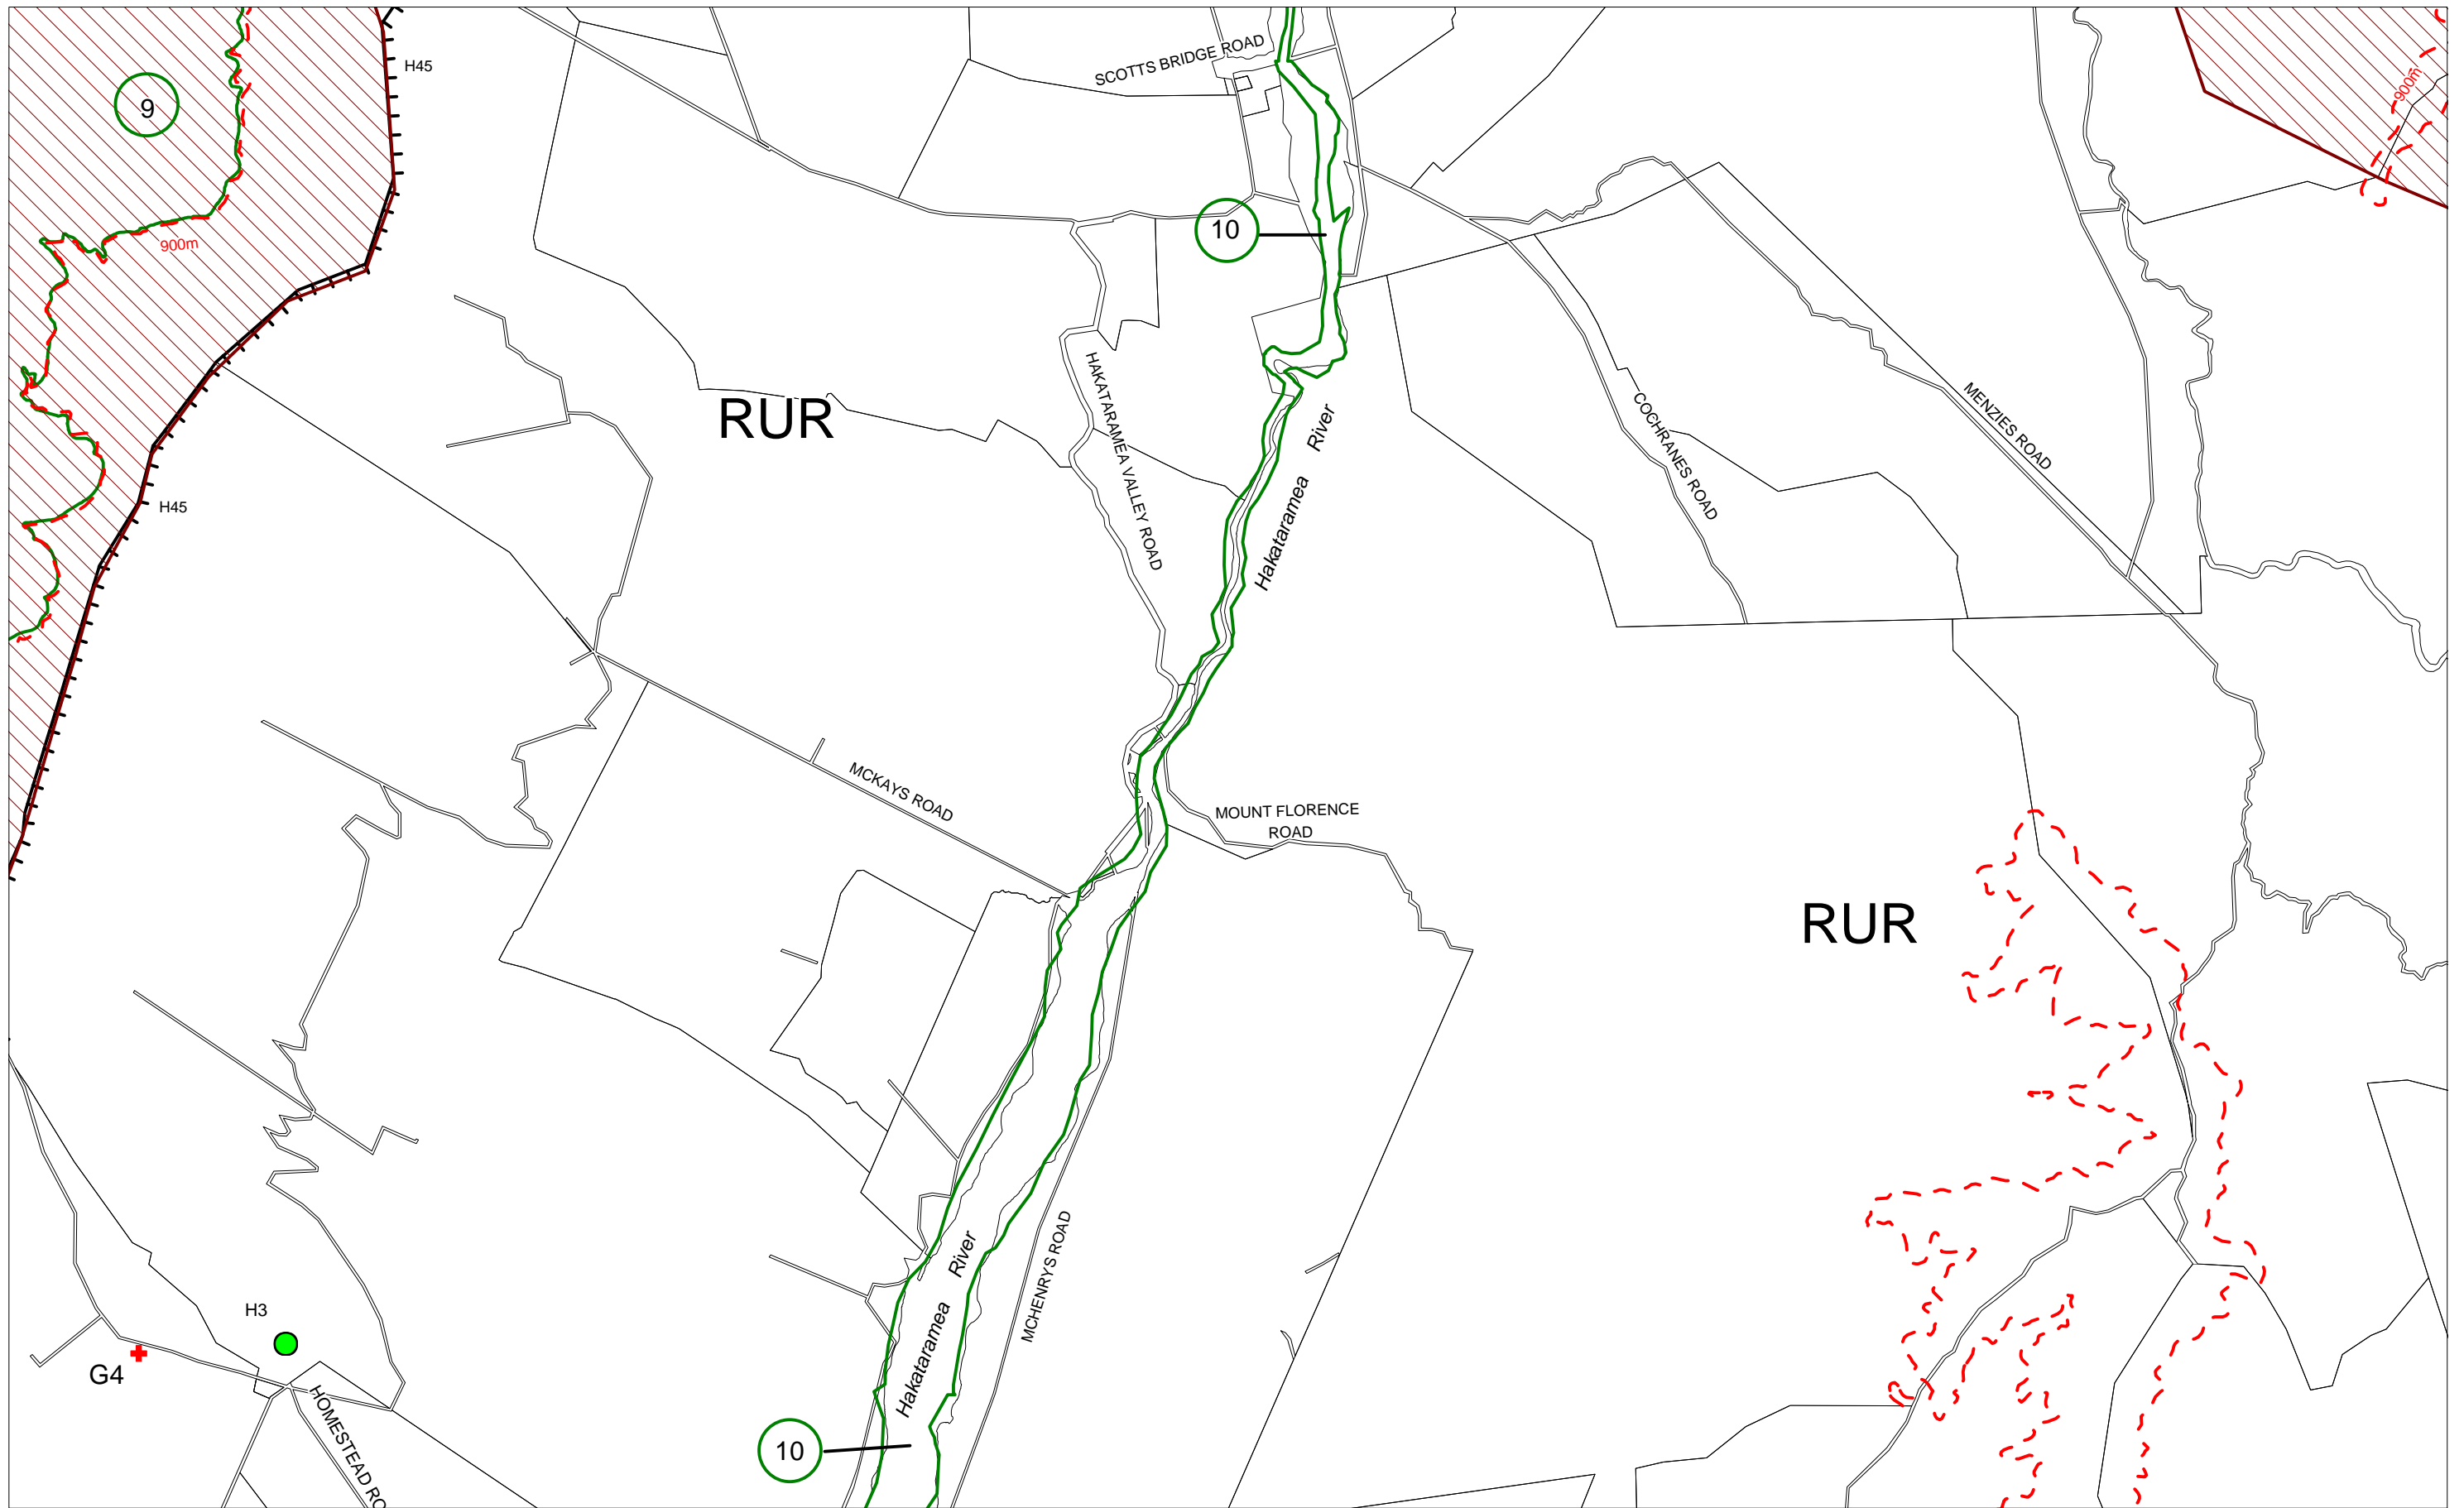 SCOTTS BRIDGE ROAD
H45
900m
9
10
900m
HAKATARAMEA VALLEY ROAD
RUR
Hakataramea River
COCHRANES ROAD
MENZIES ROAD
H45
MCKAYS ROAD
MOUNT FLORENCE
ROAD
RUR
Hakataramea River
MCHENRYS ROAD
H3
G4
HOMESTEAD RO
10